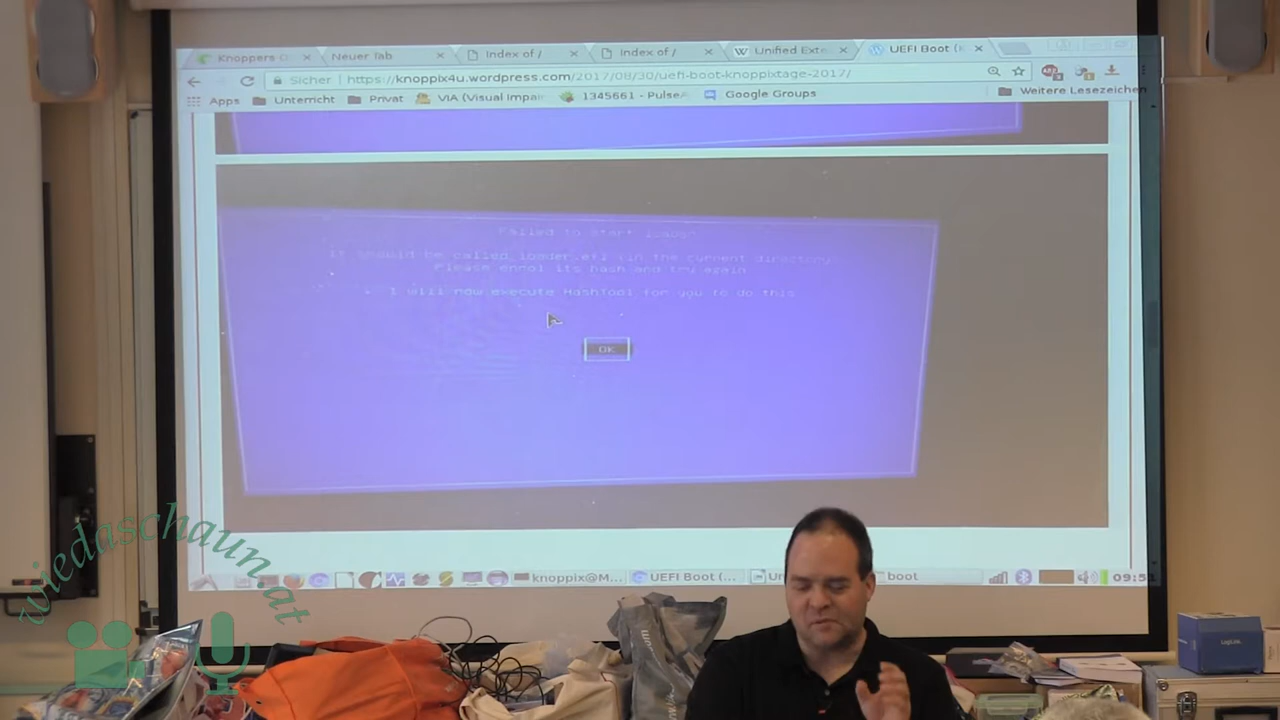 Knoppers D
Neuer Tab
Index of /
Index of /
Unified Exte
UEFI Boot (
Sicher | https://knoppix4u.wordpress.com/2017/08/30/uefi-boot-knoppixtage-2017/
Apps Unterricht Privat VIA (Visual Impai 1345661 - PulseA Google Groups Weitere Lesezeichen
Failed to start loader
It should be called loader.efi (in the current directory)
Please enrol its hash and try again
I will now execute HashTool for you to do this
OK
knoppix@M... UEFI Boot (... boot
wiedaschaun.at
LogiLink